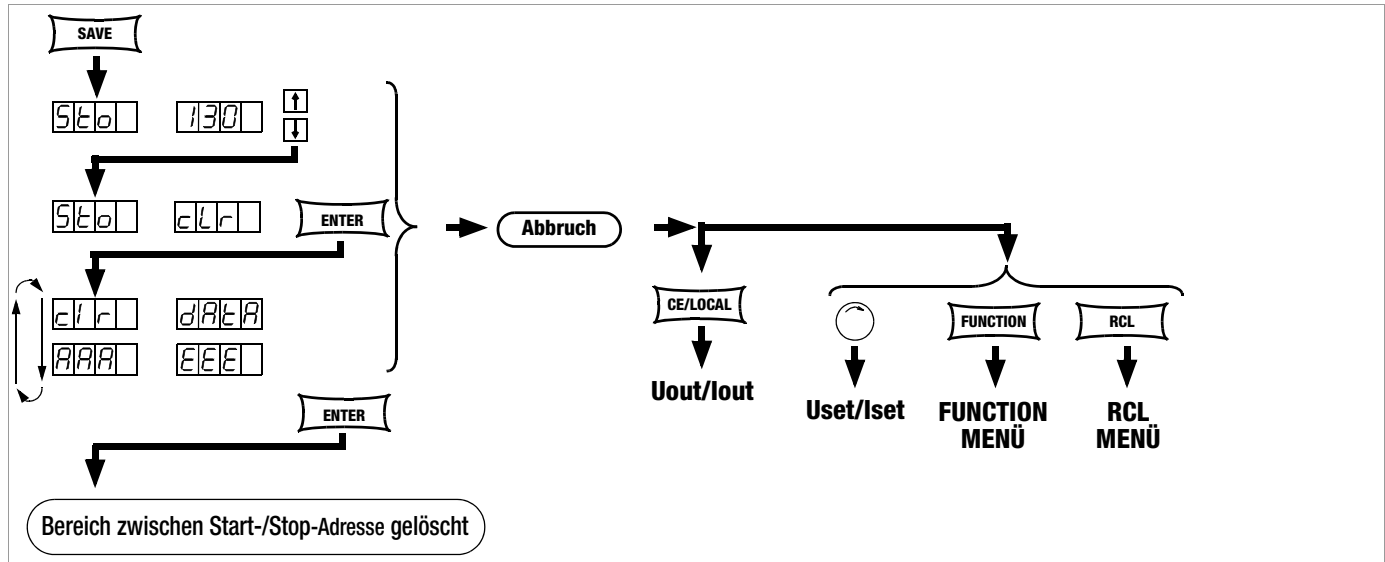 SAVE
Sto 130
Sto cLr ENTER
Abbruch
clr dAtA
AAA EEE
CE/LOCAL
FUNCTION
RCL
Uout/Iout
Uset/Iset
FUNCTION
MENÜ
RCL
MENÜ
ENTER
Bereich zwischen Start-/Stop-Adresse gelöscht